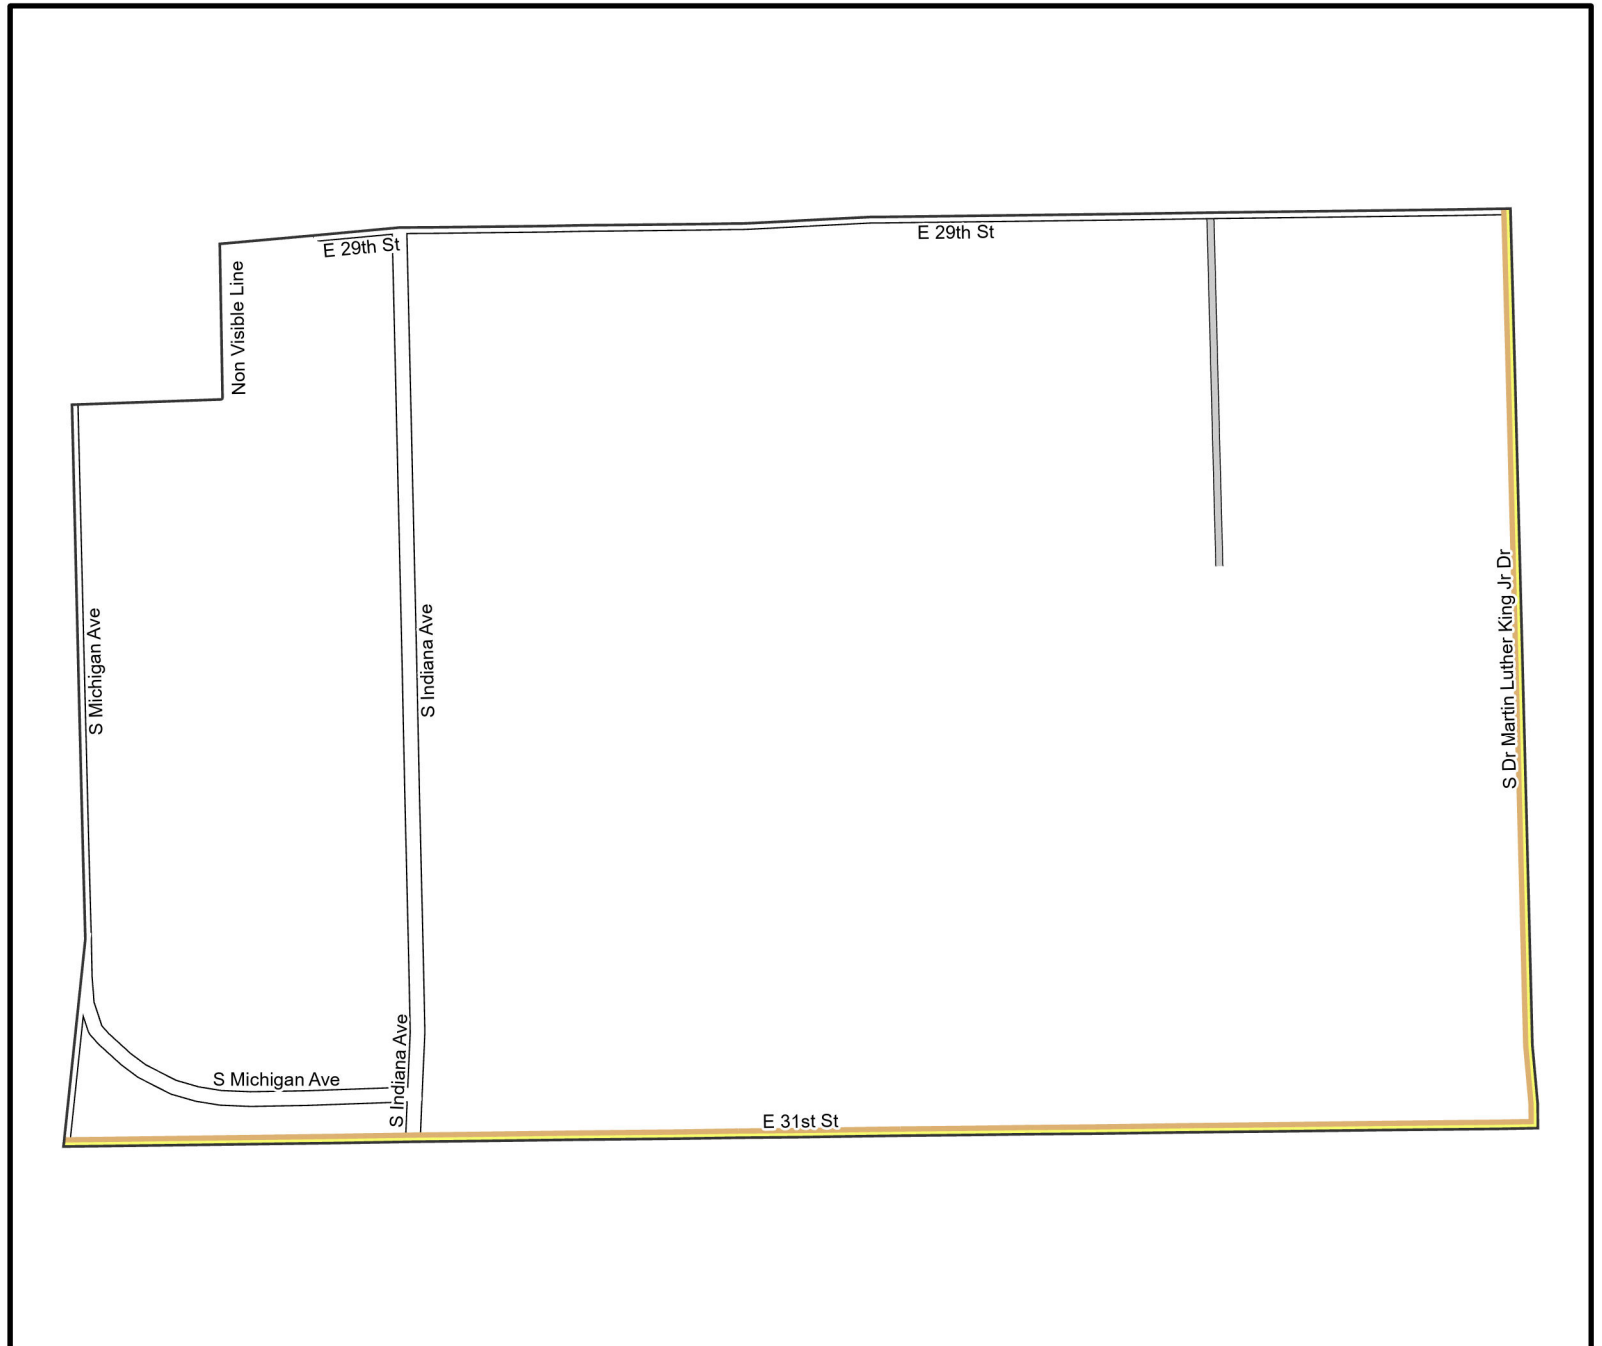 E 29th St
E 29th St
Non Visible Line
S Michigan Ave
S Indiana Ave
S Dr Martin Luther King Jr Dr
S Indiana Ave
S Michigan Ave
E 31st St